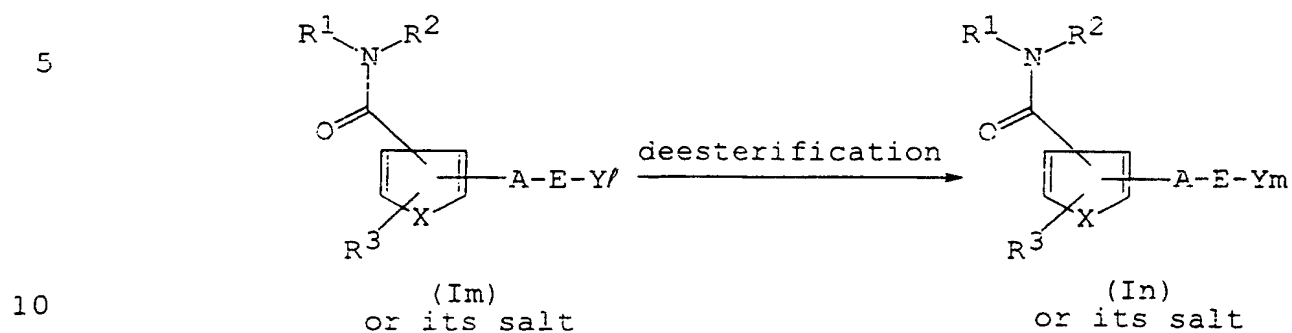 5
R¹ R²
N
O
A-E-Yℓ
X
R³
(Im)
or its salt
deesterification
R¹ R²
N
O
A-E-Ym
X
R³
(In)
or its salt
10